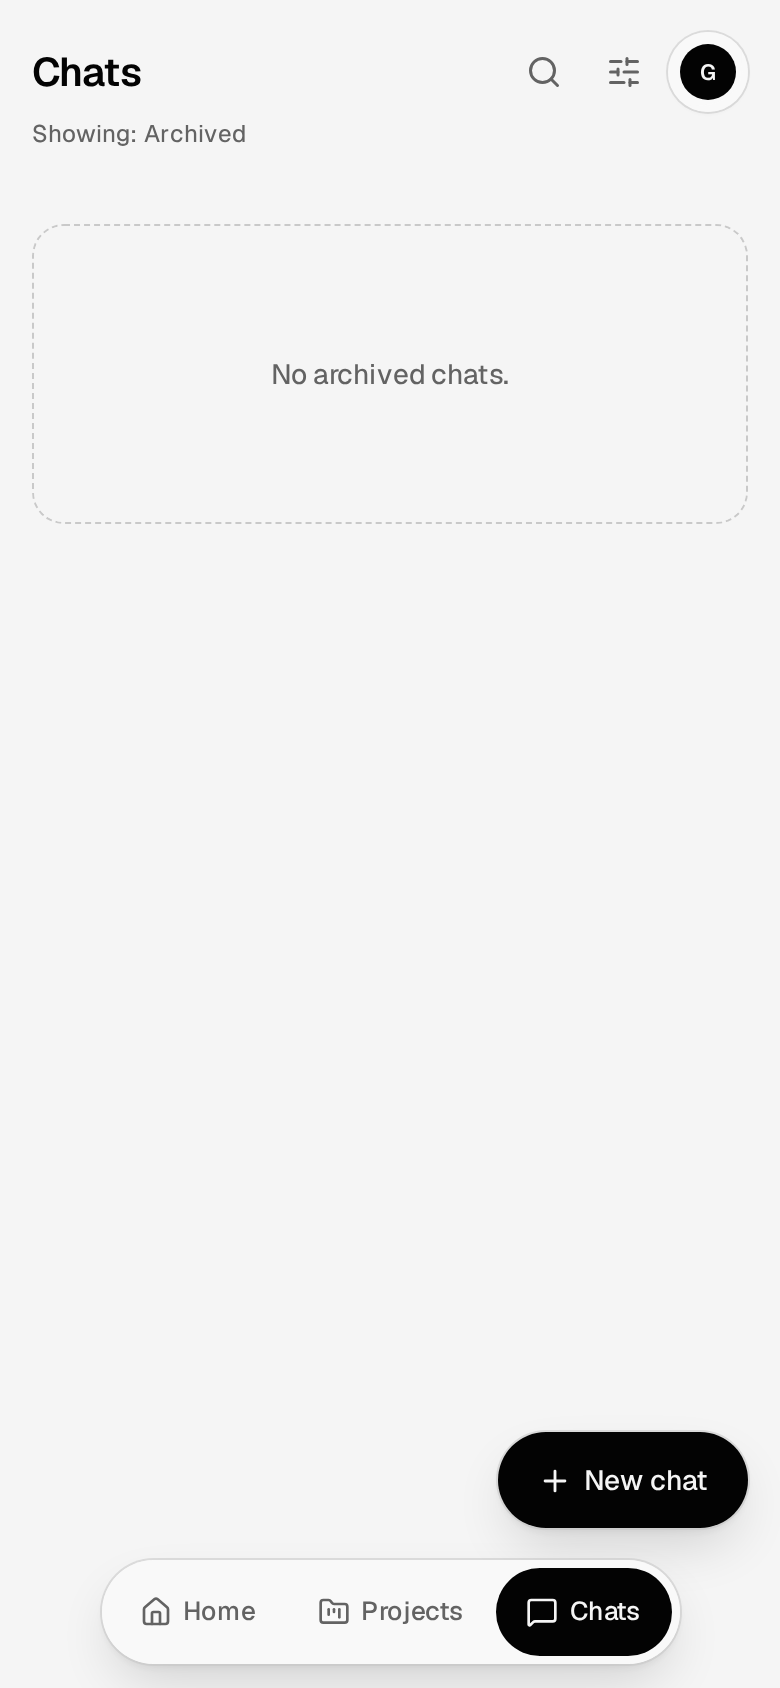 Chats
G
Showing: Archived
No archived chats.
New chat
Home
Projects
Chats